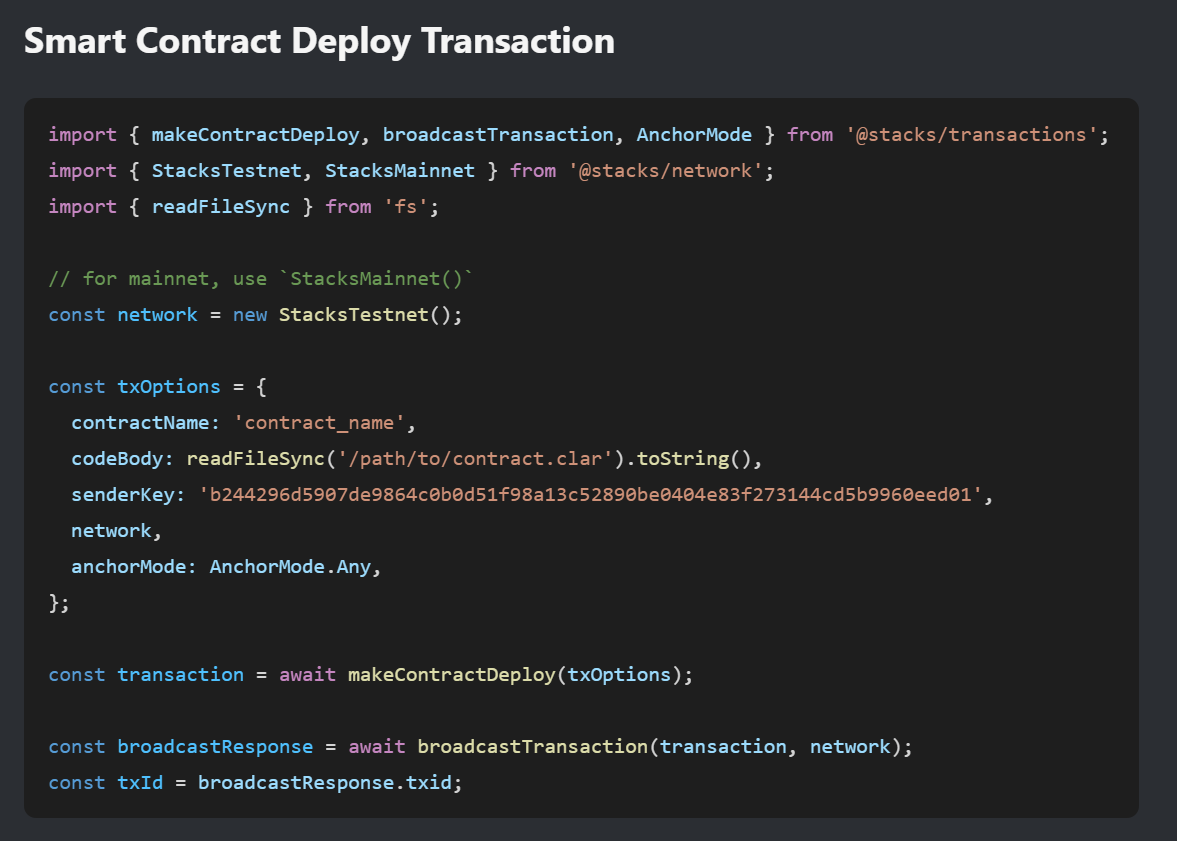 Smart Contract Deploy Transaction
import { makeContractDeploy, broadcastTransaction, AnchorMode } from '@stacks/transactions';
import { StacksTestnet, StacksMainnet } from '@stacks/network';
import { readFileSync } from 'fs';
// for mainnet, use `StacksMainnet()`
const network = new StacksTestnet();
const txOptions = {
  contractName: 'contract_name',
  codeBody: readFileSync('/path/to/contract.clar').toString(),
  senderKey: 'b244296d5907de9864c0b0d51f98a13c52890be0404e83f273144cd5b9960eed01',
  network,
  anchorMode: AnchorMode.Any,
};
const transaction = await makeContractDeploy(txOptions);
const broadcastResponse = await broadcastTransaction(transaction, network);
const txId = broadcastResponse.txid;